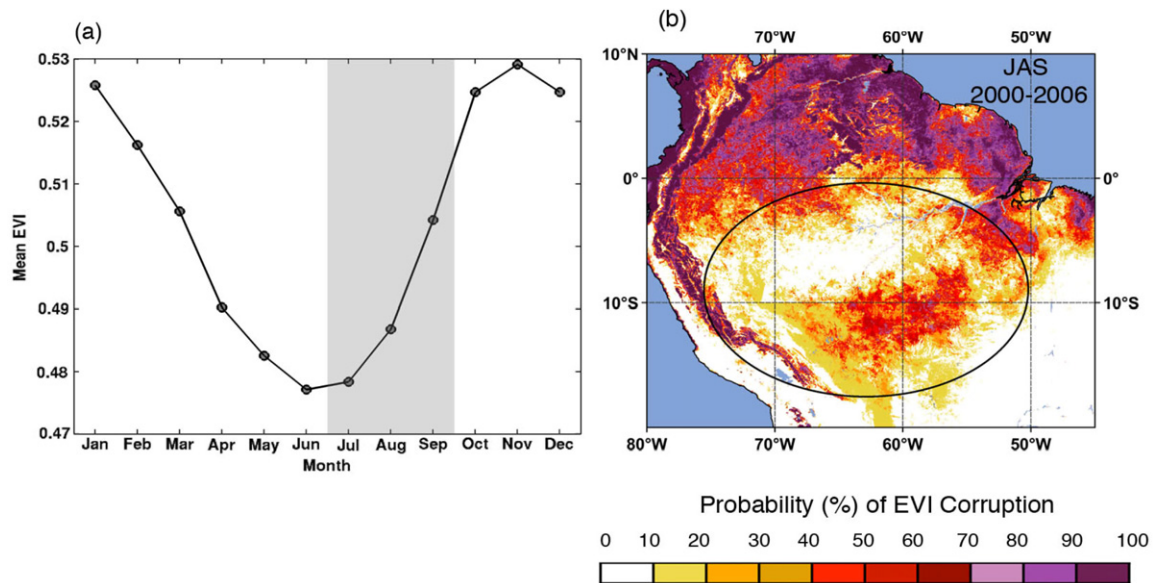 (a)
0.53
0.52
0.51
0.5
0.49
0.48
0.47
Mean EVI
Jan Feb Mar Apr May Jun Jul Aug Sep Oct Nov Dec
Month
(b)
70°W 60°W 50°W
10°N
JAS
2000-2006
0° 0°
10°S 10°S
80°W 70°W 60°W 50°W
Probability (%) of EVI Corruption
0 10 20 30 40 50 60 70 80 90 100